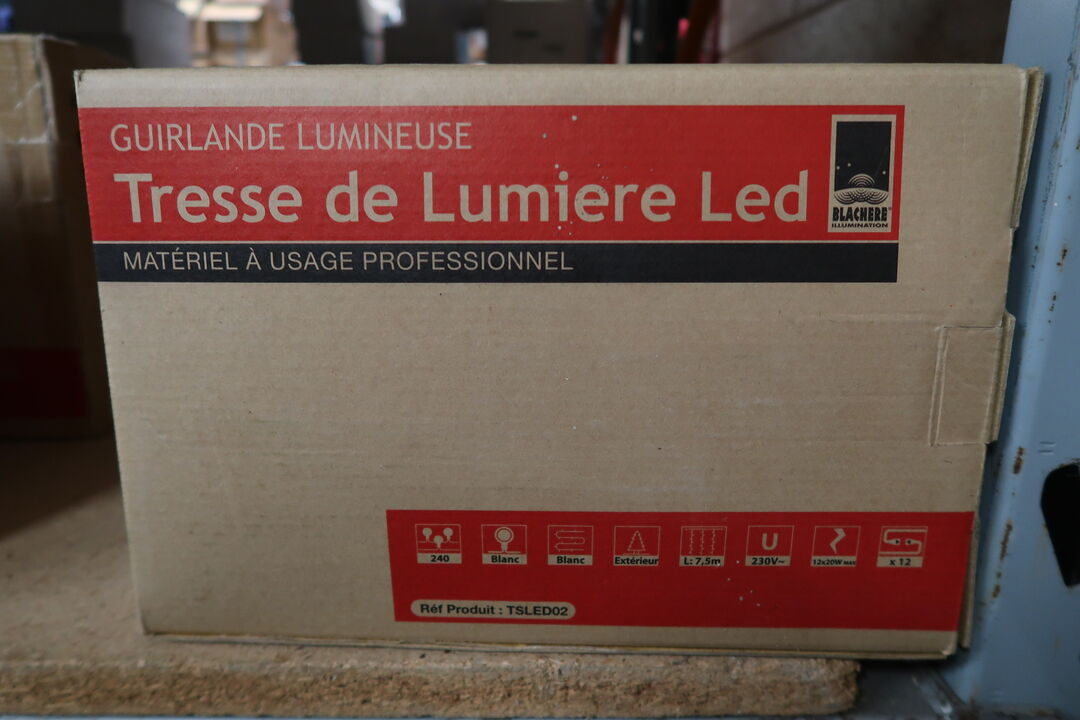 GUIRLANDE LUMINEUSE
Tresse de Lumiere Led
BLACHERE
ILLUMINATION
MATÉRIEL À USAGE PROFESSIONNEL
240 Blanc Blanc Extérieur L: 7,5m U 230V~ 12x20W MAX x 12
Réf Produit : TSLED02